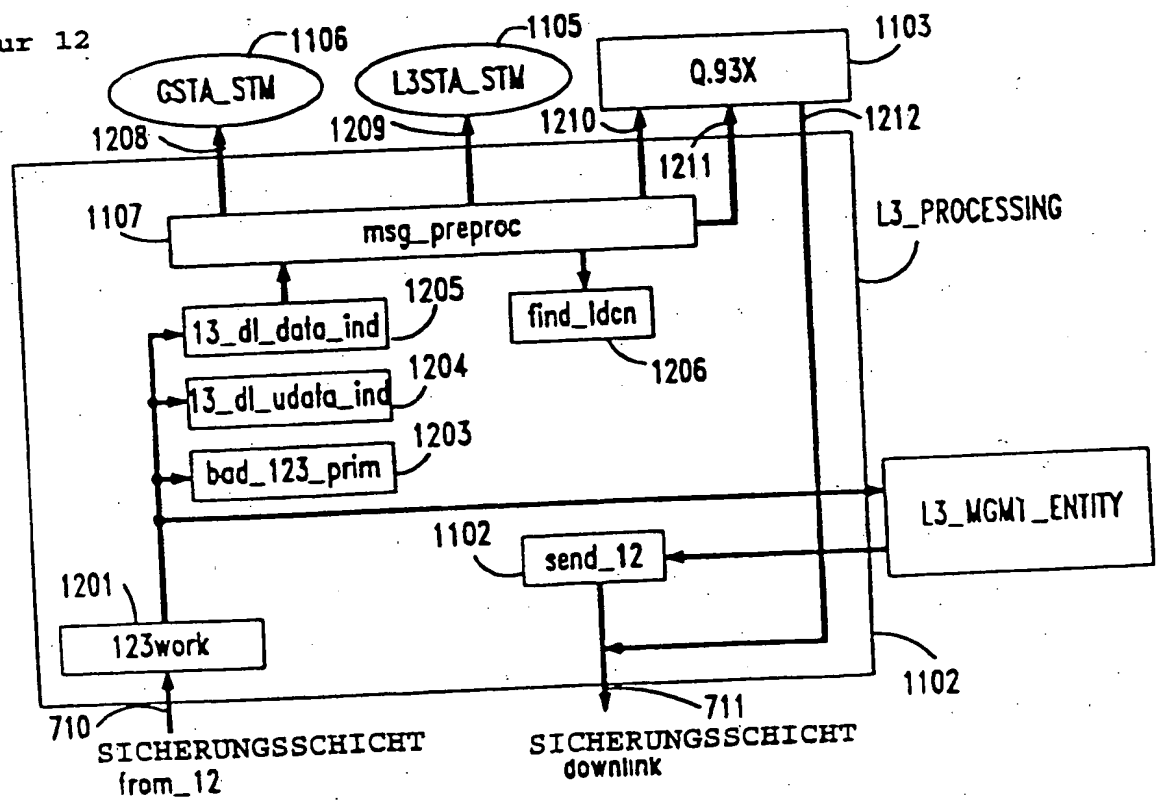 ur 12
1106
1105
1103
GSTA_STM
L3STA_STM
Q.93X
1208
1209
1210
1211
1212
1107
msg_preproc
L3_PROCESSING
13_dl_data_ind
1205
find_ldcn
1206
13_dl_udata_ind
1204
bad_123_prim
1203
L3_MGMT_ENTITY
1102
send_12
1201
123work
1102
710
711
SICHERUNGSSCHICHT
from_12
SICHERUNGSSCHICHT
downlink